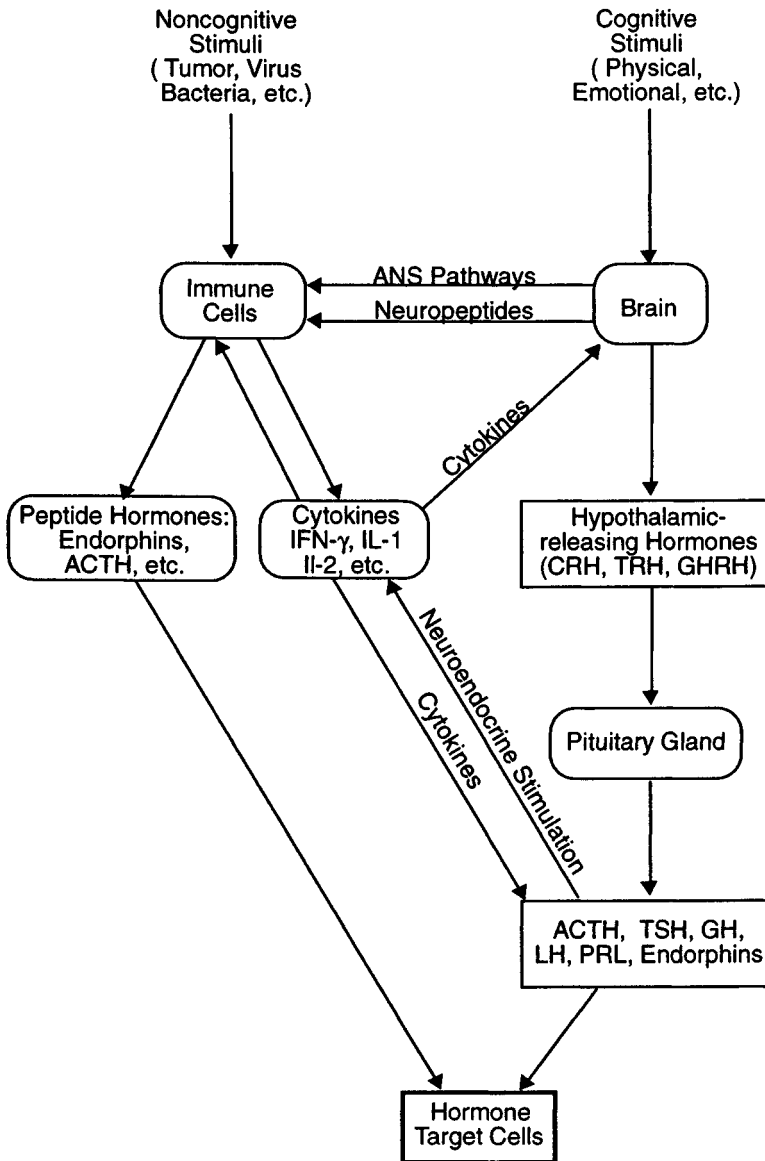 Noncognitive
Stimuli
( Tumor, Virus
Bacteria, etc.)
Cognitive
Stimuli
( Physical,
Emotional, etc.)
Immune
Cells
ANS Pathways
Neuropeptides
Brain
Cytokines
Peptide Hormones:
Endorphins,
ACTH, etc.
Cytokines
IFN-γ, IL-1
Il-2, etc.
Hypothalamic-
releasing Hormones
(CRH, TRH, GHRH)
Neuroendocrine Stimulation
Cytokines
Pituitary Gland
ACTH, TSH, GH,
LH, PRL, Endorphins
Hormone
Target Cells